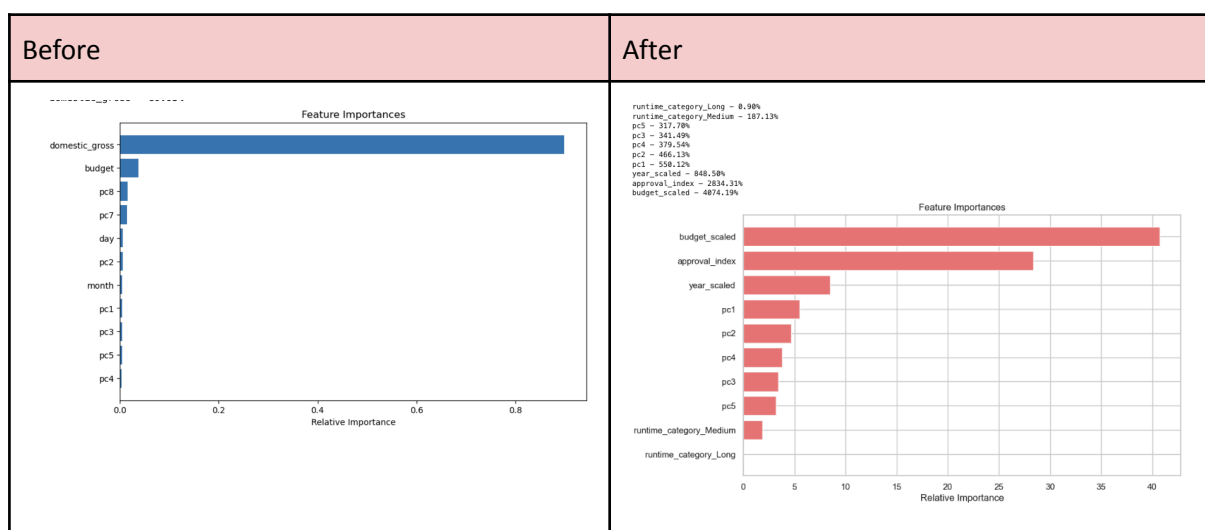 Before
After
Feature Importances
domestic_gross
budget
pc8
pc7
day
pc2
month
pc1
pc3
pc5
pc4
0.0 0.2 0.4 0.6 0.8
Relative Importance
runtime_category_Long – 0.90%
runtime_category_Medium – 187.13%
pc5 – 317.70%
pc3 – 341.49%
pc4 – 379.54%
pc2 – 466.13%
pc1 – 550.12%
year_scaled – 848.50%
approval_index – 2834.31%
budget_scaled – 4074.19%
Feature Importances
budget_scaled
approval_index
year_scaled
pc1
pc2
pc4
pc3
pc5
runtime_category_Medium
runtime_category_Long
0 5 10 15 20 25 30 35 40
Relative Importance